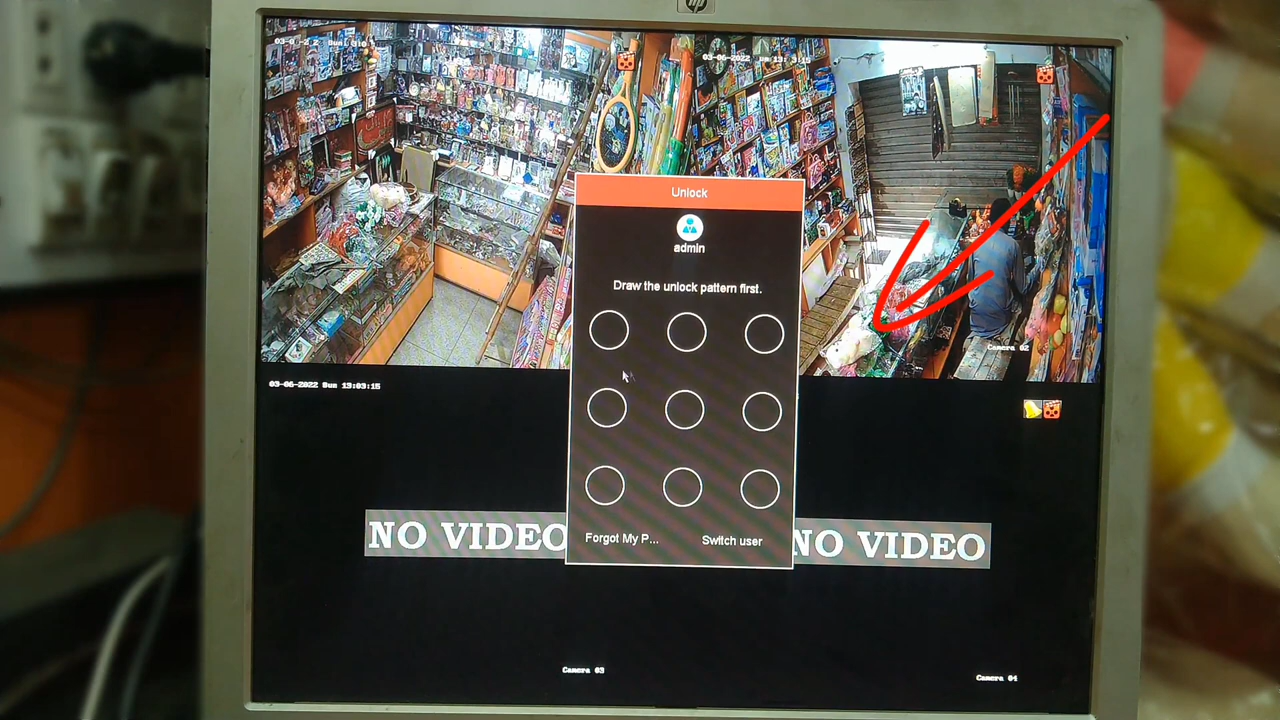 hp
Unlock
admin
Draw the unlock pattern first.
Camera 02
03-06-2022 Sun 13:03:15
NO VIDEO
NO VIDEO
Forgot My P...
Switch user
Camera 03
Camera 04